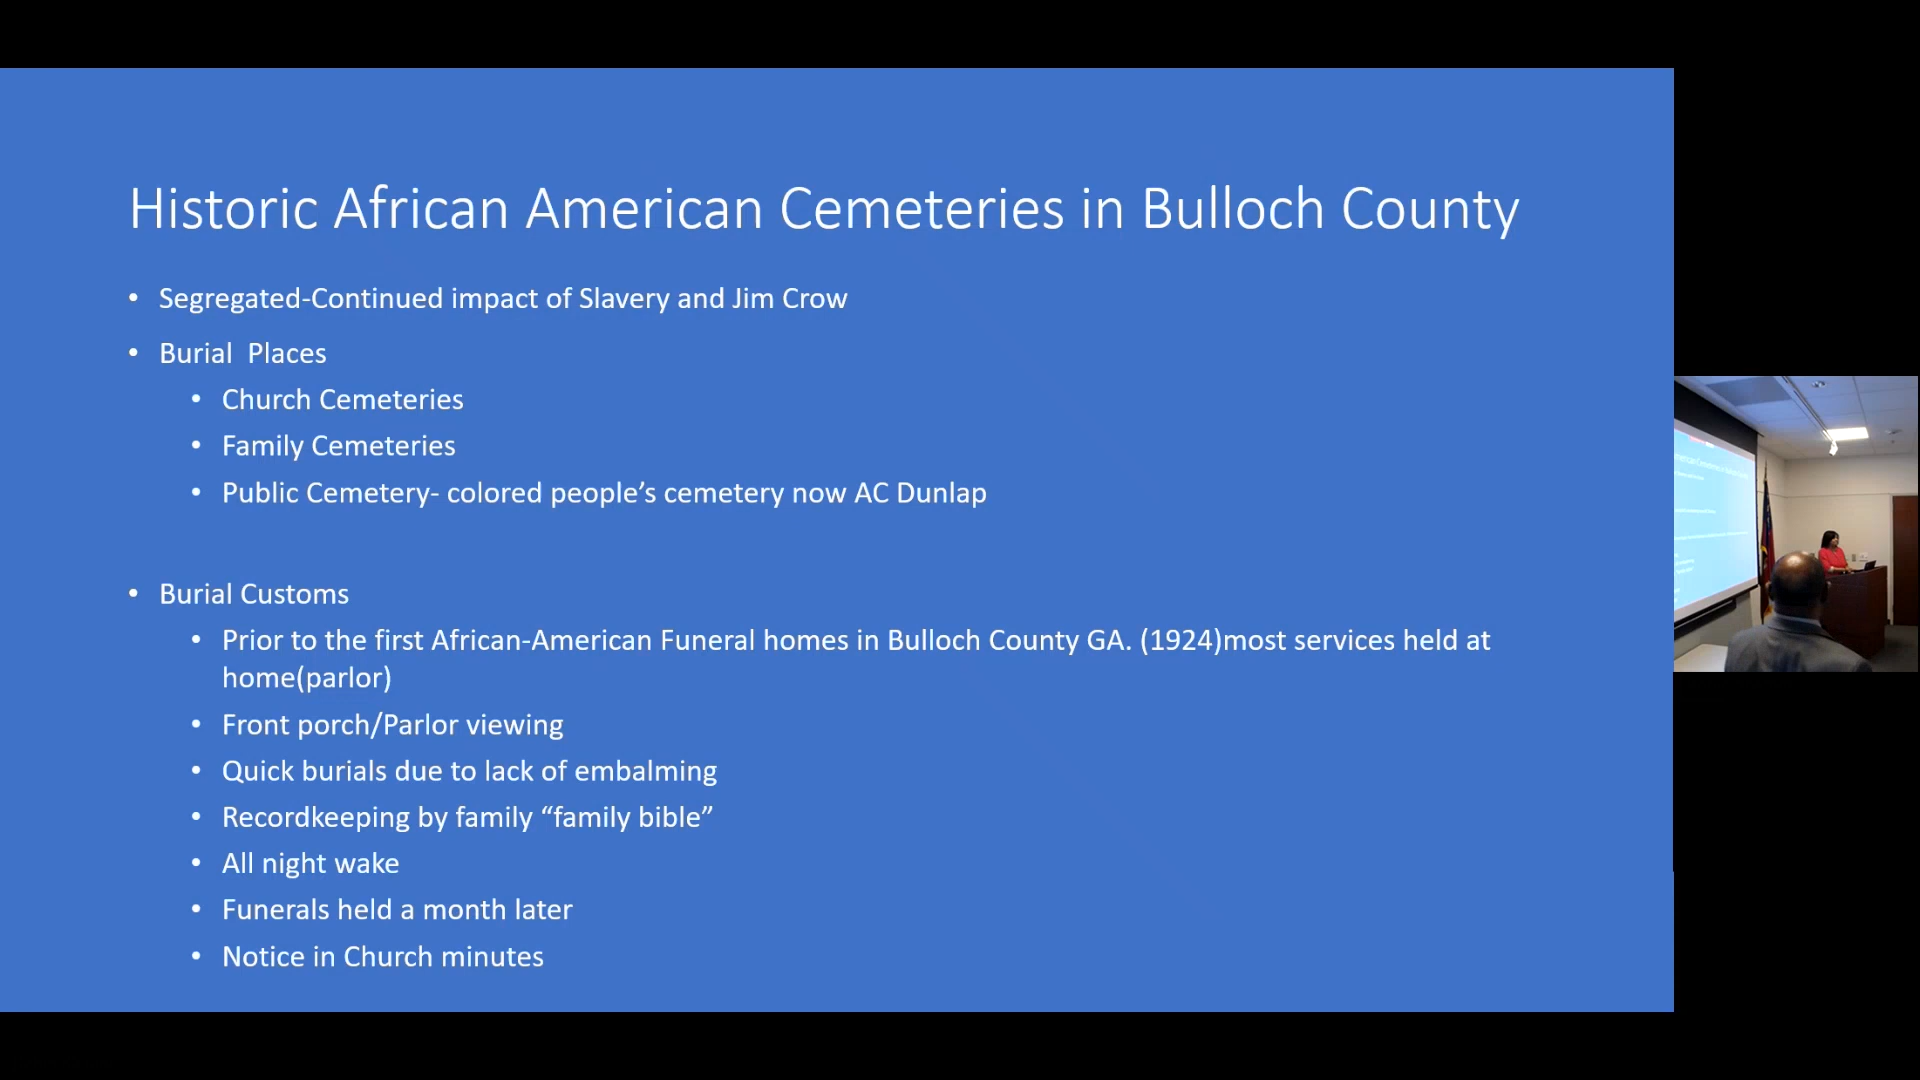 Historic African American Cemeteries in Bulloch County
• Segregated-Continued impact of Slavery and Jim Crow
• Burial  Places
• Church Cemeteries
• Family Cemeteries
• Public Cemetery- colored people’s cemetery now AC Dunlap
• Burial Customs
• Prior to the first African-American Funeral homes in Bulloch County GA. (1924)most services held at
home(parlor)
• Front porch/Parlor viewing
• Quick burials due to lack of embalming
• Recordkeeping by family “family bible”
• All night wake
• Funerals held a month later
• Notice in Church minutes